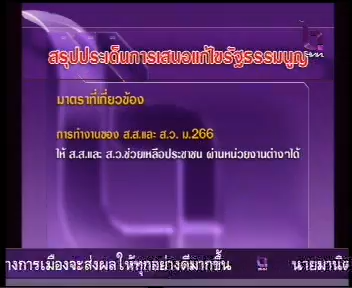 สรุปประเด็นการเสนอแก้ไขรัฐธรรมนูญ
มาตราที่เกี่ยวข้อง
การทำงานของ ส.ส.และ ส.ว. ม.266
ให้ ส.ส.และ ส.ว.ช่วยเหลือประชาชน ผ่านหน่วยงานต่างๆได้
างการเมืองจะส่งผลให้ทุกอย่างดีมากขึ้น นายมานิต